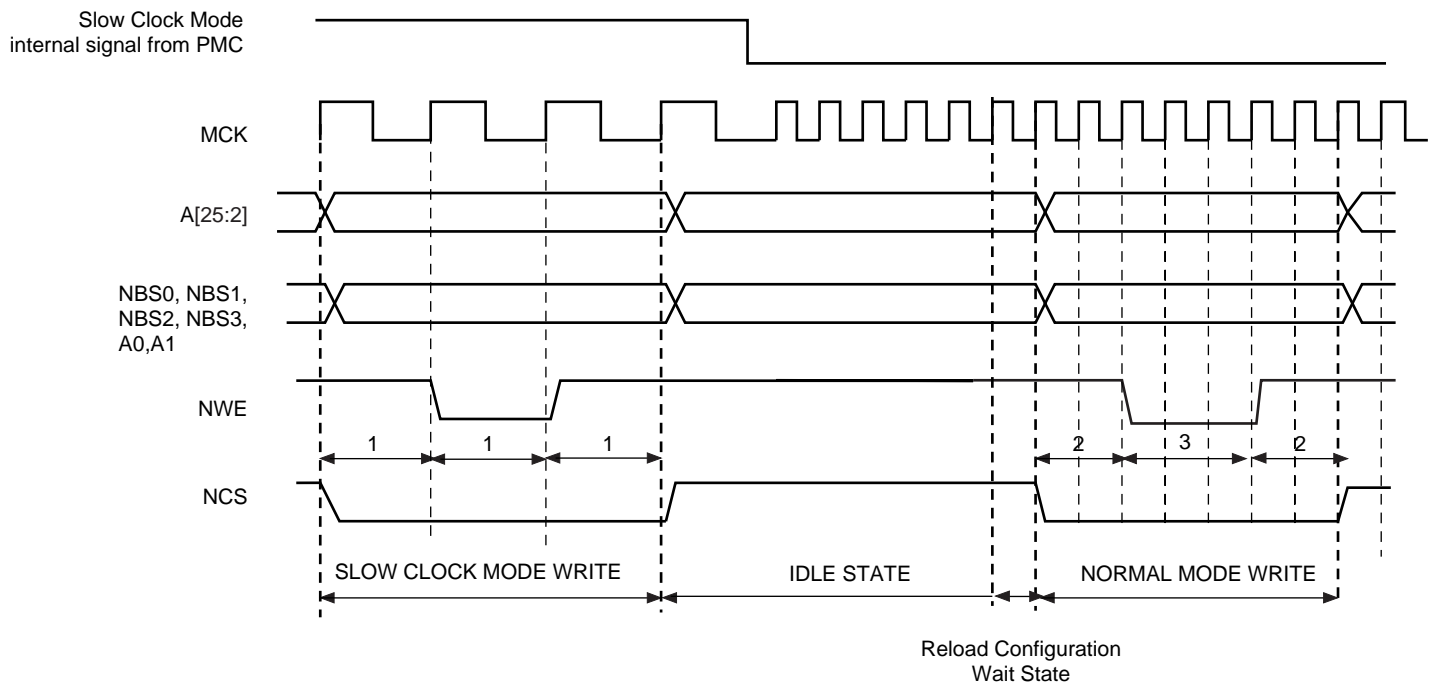 Slow Clock Mode
internal signal from PMC
MCK
A[25:2]
NBS0, NBS1,
NBS2, NBS3,
A0,A1
NWE
1 1 1 2 3 2
NCS
SLOW CLOCK MODE WRITE IDLE STATE NORMAL MODE WRITE
Reload Configuration
Wait State